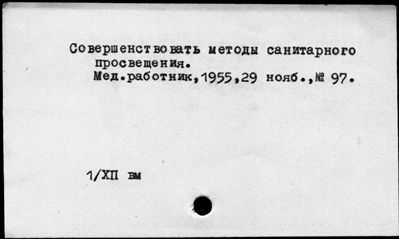 Совершенствовать методы санитарного
просвещения.
Мед.работник,1955,29 нояб.,№ 97.
1/XII вм